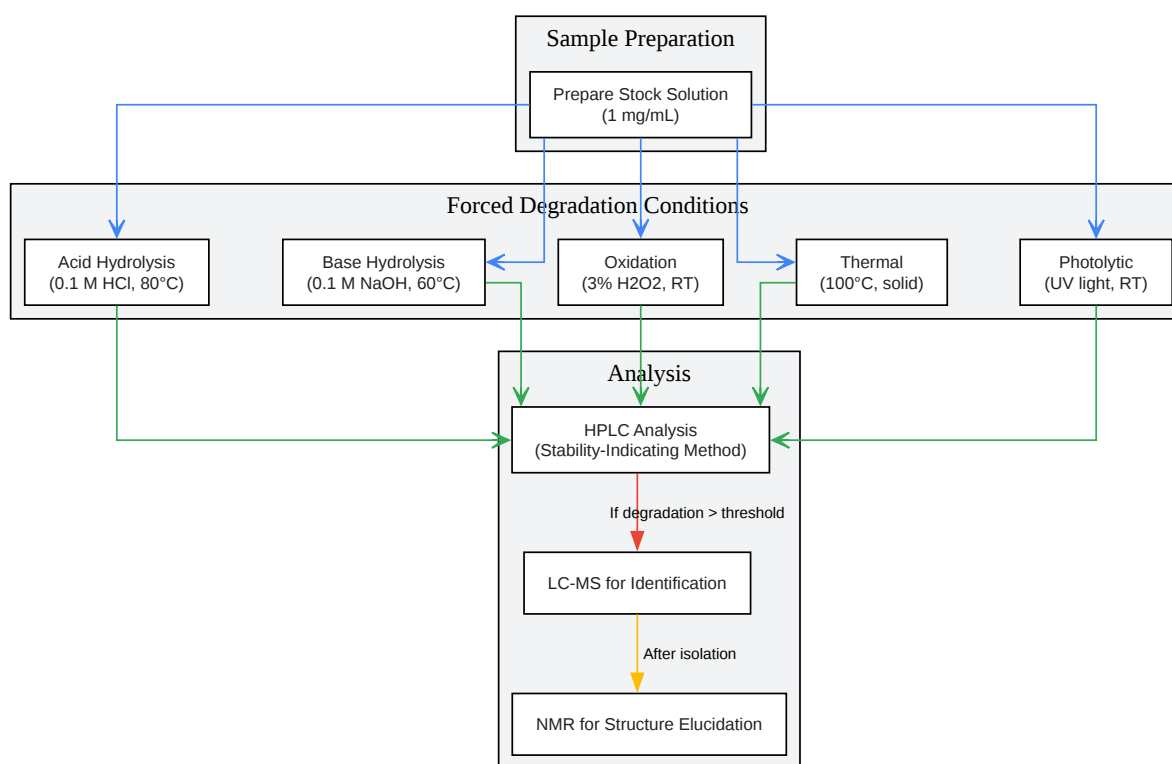 Sample Preparation
Prepare Stock Solution
(1 mg/mL)
Forced Degradation Conditions
Acid Hydrolysis
(0.1 M HCl, 80°C)
Base Hydrolysis
(0.1 M NaOH, 60°C)
Oxidation
(3% H2O2, RT)
Thermal
(100°C, solid)
Photolytic
(UV light, RT)
Analysis
HPLC Analysis
(Stability-Indicating Method)
If degradation > threshold
LC-MS for Identification
After isolation
NMR for Structure Elucidation